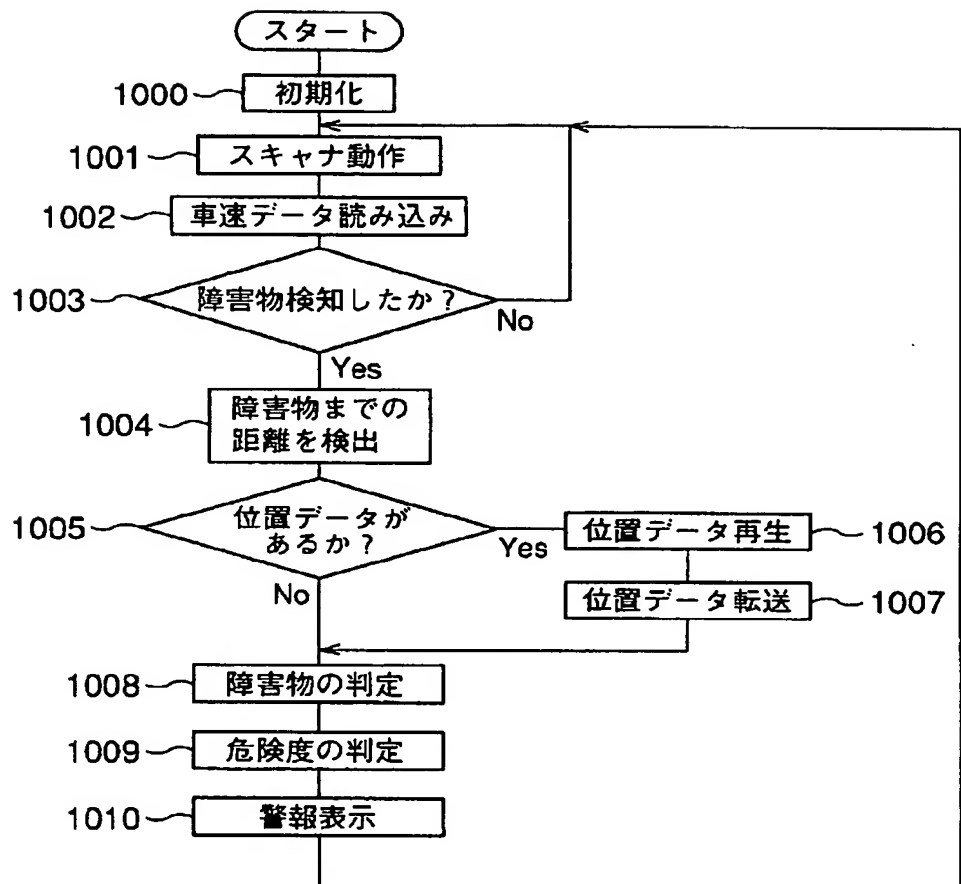 スタート
1000
初期化
1001
スキャナ動作
1002
車速データ読み込み
1003
障害物検知したか？
No
Yes
1004
障害物までの
距離を検出
1005
位置データが
あるか？
Yes
No
位置データ再生
1006
位置データ転送
1007
1008
障害物の判定
1009
危険度の判定
1010
警報表示